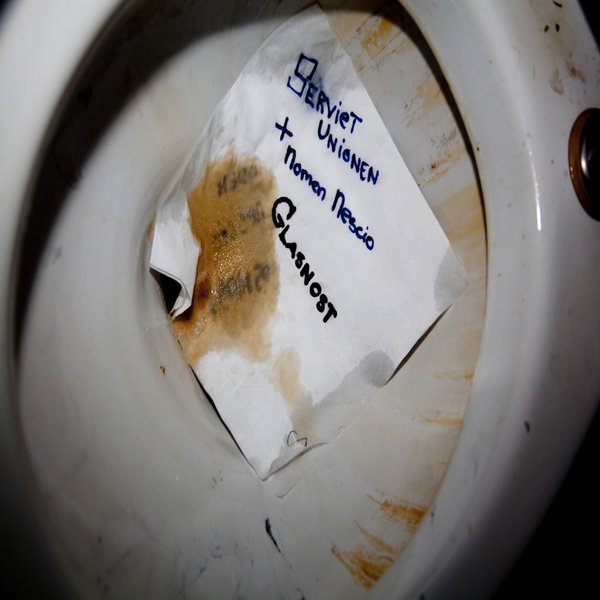 SERVIET
UNIONEN
+
Nomen Nescio
GLASNOST